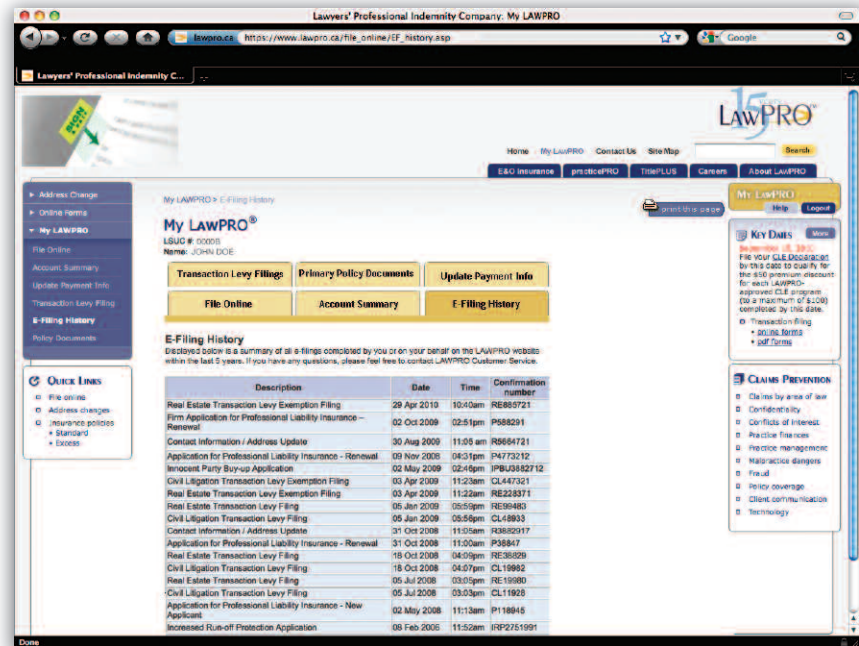 Lawyers' Professional Indemnity Company: My LAWPRO
lawpro.ca https://www.lawpro.ca/file_online/EF_history.asp
Google
Lawyers' Professional Indemnity C...
SIGN
15
LAWPRO™
Home My LawPRO Contact Us Site Map
Search
E&O insurance practicePRO TitlePLUS Careers About LAWPRO
Address Change
Online Forms
My LAWPRO
File Online
Account Summary
Update Payment Info
Transaction Levy Filing
E-Filing History
Policy Documents
QUICK LINKS
File online
Address changes
Insurance policies
Standard
Excess
My LAWPRO > E-Filing History
print this page
My LAWPRO®
LSUC #: 00008
Name: JOHN DOE
Transaction Levy Filings Primary Policy Documents Update Payment Info
File Online Account Summary E-Filing History
E-Filing History
Displayed below is a summary of all e-filings completed by you or on your behalf on the LAWPRO website
within the last 5 years. If you have any questions, please feel free to contact LAWPRO Customer Service.
Description Date Time Confirmation number
Real Estate Transaction Levy Exemption Filing 29 Apr 2010 10:40am RE885721
Firm Application for Professional Liability Insurance –
Renewal 02 Oct 2009 02:51pm P588291
Contact Information / Address Update 30 Aug 2009 11:05 am R5664721
Application for Professional Liability Insurance - Renewal 09 Nov 2008 04:31pm P4773212
Innocent Party Buy-up Application 02 May 2009 02:46pm IPBU3882712
Civil Litigation Transaction Levy Exemption Filing 03 Apr 2009 11:23am CL447321
Real Estate Transaction Levy Exemption Filing 03 Apr 2009 11:22am RE228371
Real Estate Transaction Levy Filing 05 Jan 2009 05:59pm RE99483
Civil Litigation Transaction Levy Filing 05 Jan 2009 05:56pm CL48933
Contact Information / Address Update 31 Oct 2008 11:05am R3882917
Application for Professional Liability Insurance - Renewal 31 Oct 2008 11:00am P38847
Real Estate Transaction Levy Filing 18 Oct 2008 04:09pm RE38829
Civil Litigation Transaction Levy Filing 18 Oct 2008 04:07pm CL19982
Real Estate Transaction Levy Filing 05 Jul 2008 03:05pm RE19980
Civil Litigation Transaction Levy Filing 05 Jul 2008 03:03pm CL11928
Application for Professional Liability Insurance - New
Applicant 02 May 2008 11:13am P118945
Increased Run-off Protection Application 08 Feb 2006 11:52am IRP2751991
MY LAWPRO
Help Logout
KEY DATES More
September 15,
File your CLE Declaration
by this date to qualify for
the $50 premium discount
for each LAWPRO-
approved CLE program
(to a maximum of $100)
completed by this date.
Transaction filing
online forms
pdf forms
CLAIMS PREVENTION
Claims by area of law
Confidentiality
Conflicts of interest
Practice finances
Practice management
Malpractice dangers
Fraud
Policy coverage
Client communication
Technology
Done